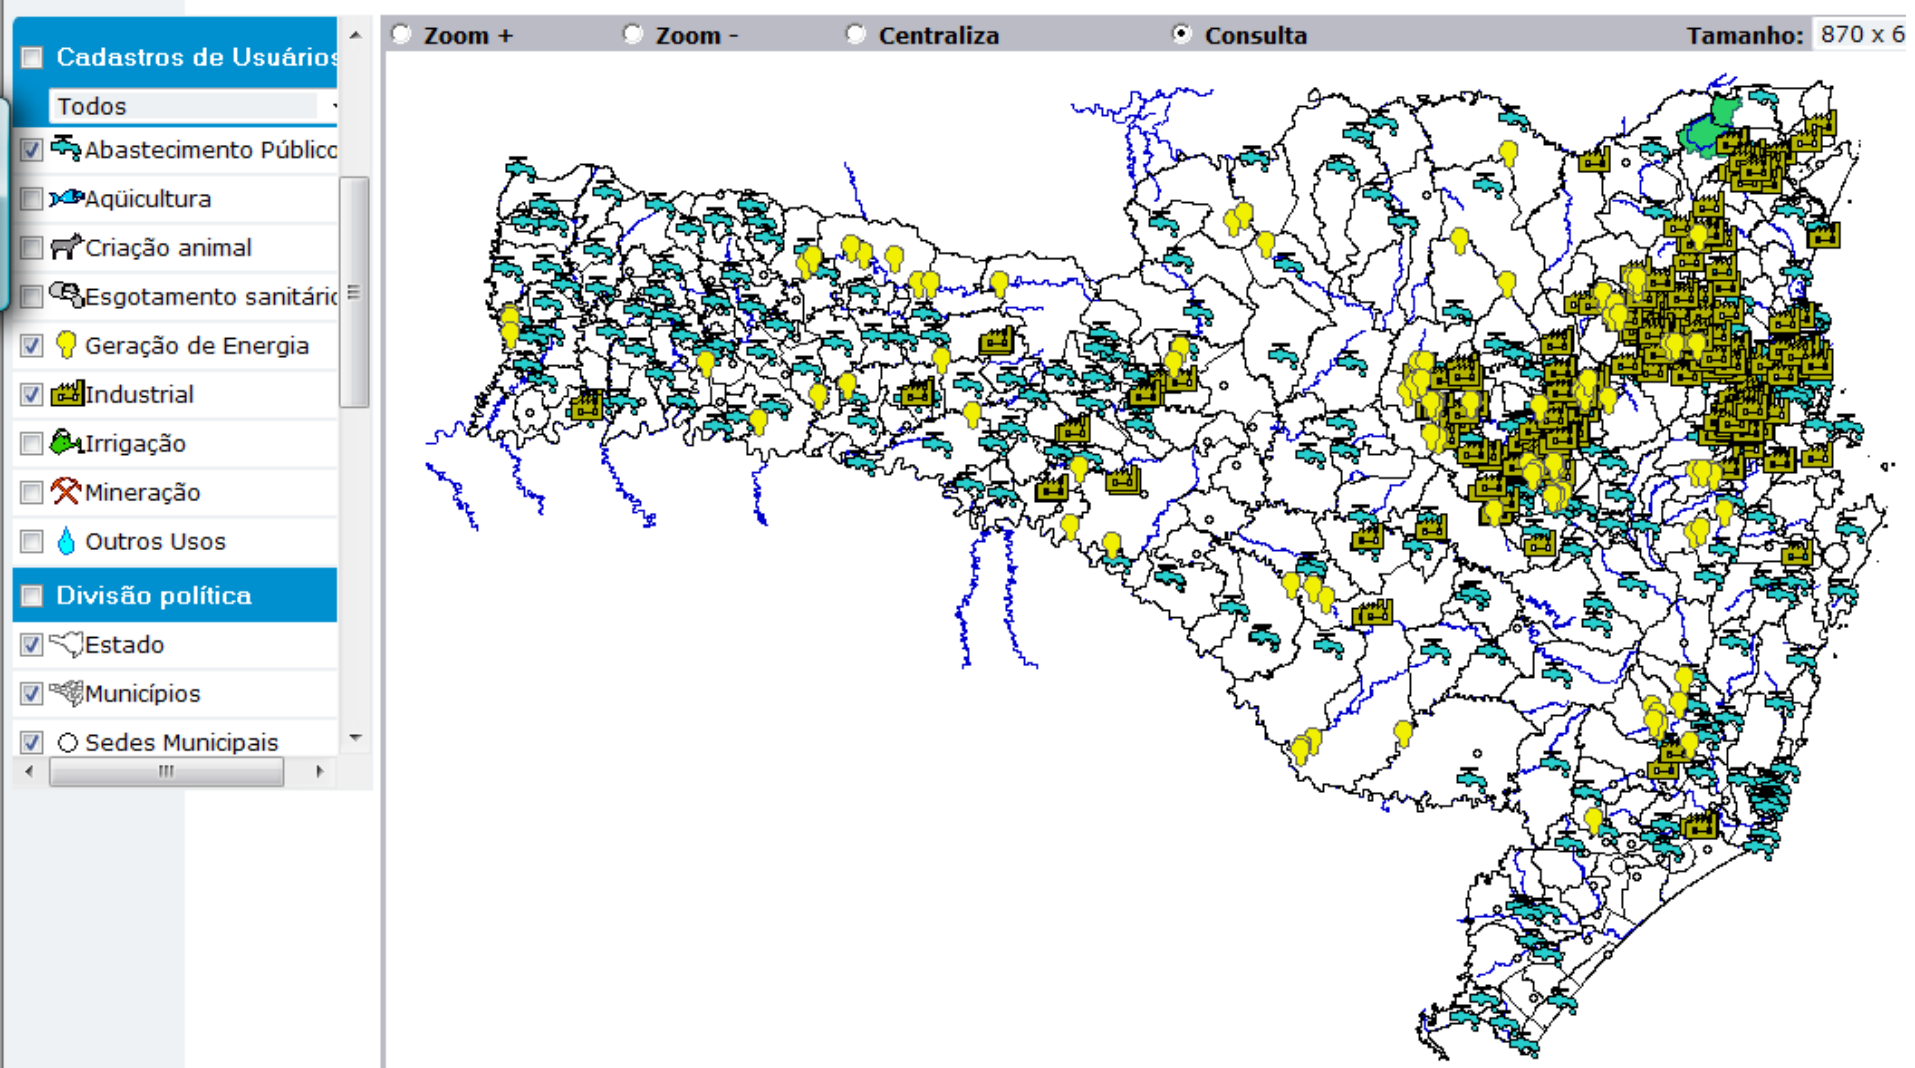 Cadastros de Usuários
Todos
Abastecimento Público
Aqüicultura
Criação animal
Esgotamento sanitáric
Geração de Energia
Industrial
Irrigação
Mineração
Outros Usos
Divisão política
Estado
Municípios
Sedes Municipais
Zoom + Zoom - Centraliza Consulta Tamanho: 870 x 6